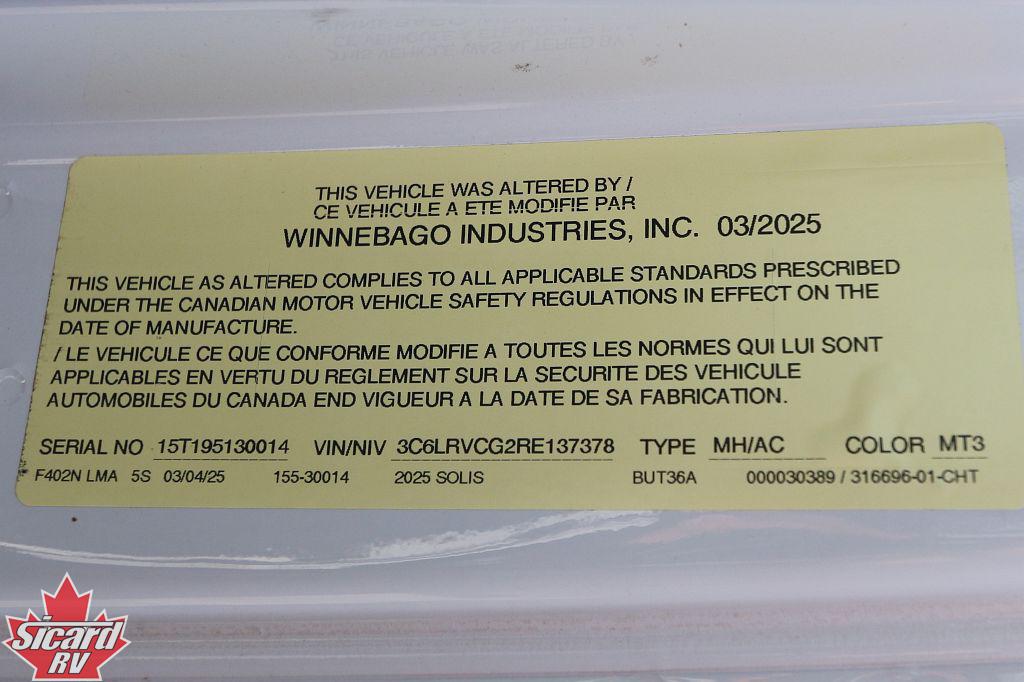 THIS VEHICLE WAS ALTERED BY /
CE VEHICULE A ETE MODIFIE PAR
WINNEBAGO INDUSTRIES, INC. 03/2025
THIS VEHICLE AS ALTERED COMPLIES TO ALL APPLICABLE STANDARDS PRESCRIBED
UNDER THE CANADIAN MOTOR VEHICLE SAFETY REGULATIONS IN EFFECT ON THE
DATE OF MANUFACTURE.
/ LE VEHICULE CE QUE CONFORME MODIFIE A TOUTES LES NORMES QUI LUI SONT
APPLICABLES EN VERTU DU REGLEMENT SUR LA SECURITE DES VEHICULE
AUTOMOBILES DU CANADA END VIGUEUR A LA DATE DE SA FABRICATION.
SERIAL NO 15T195130014 VIN/NIV 3C6LRVCG2RE137378 TYPE MH/AC COLOR MT3
F402N LMA 5S 03/04/25 155-30014 2025 SOLIS BUT36A 000030389 / 316696-01-CHT
Sicard
RV